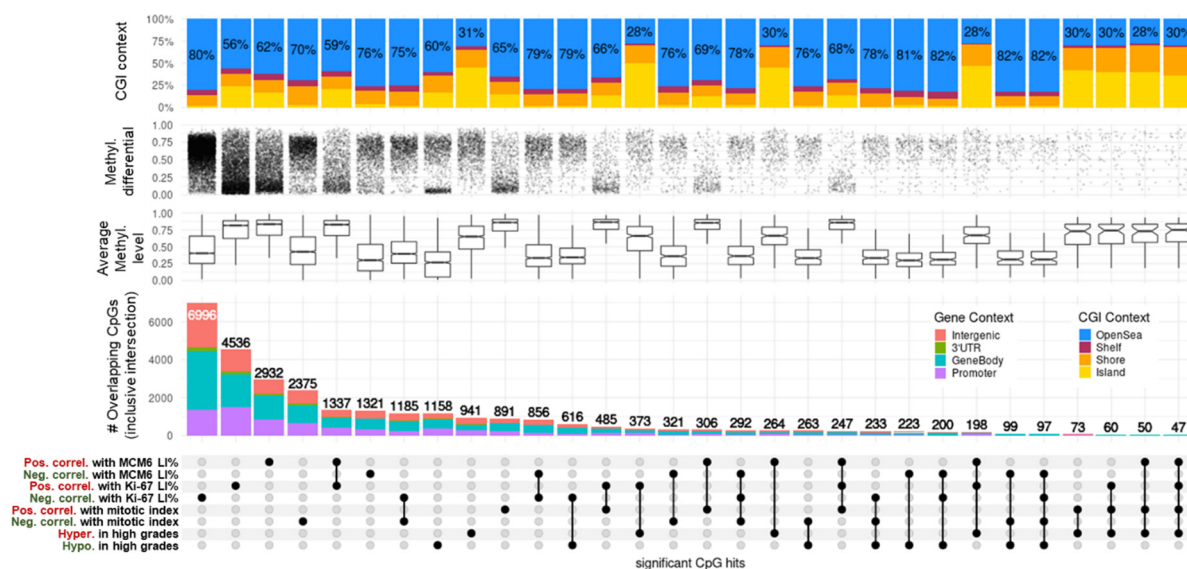 CGI context
100%
75%
50%
25%
0%
80% 56% 62% 70% 59% 76% 75% 60% 31% 65% 79% 79% 66% 28% 76% 69% 78% 30% 76% 68% 78% 81% 82% 28% 82% 82% 30% 30% 28% 30%
Methyl.
differential
1.00
0.75
0.50
0.25
0.00
Average
Methyl.
level
1.00
0.75
0.50
0.25
0.00
# Overlapping CpGs
(inclusive intersection)
6000
4000
2000
0
6996 4536 2932 2375 1337 1321 1185 1158 941 891 856 616 485 373 321 306 292 264 263 247 233 223 200 198 99 97 73 60 50 47
Gene Context
Intergenic
3'UTR
GeneBody
Promoter
CGI Context
OpenSea
Shelf
Shore
Island
Pos. correl. with MCM6 LI%
Neg. correl. with MCM6 LI%
Pos. correl. with Ki-67 LI%
Neg. correl. with Ki-67 LI%
Pos. correl. with mitotic index
Neg. correl. with mitotic index
Hyper. in high grades
Hypo. in high grades
significant CpG hits